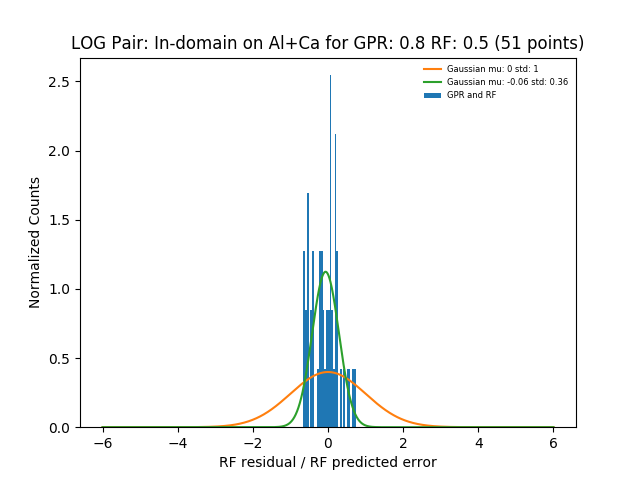 LOG Pair: In-domain on Al+Ca for GPR: 0.8 RF: 0.5 (51 points)
Gaussian mu: 0 std: 1
Gaussian mu: -0.06 std: 0.36
GPR and RF
Normalized Counts
2.5
2.0
1.5
1.0
0.5
0.0
−6 −4 −2 0 2 4 6
RF residual / RF predicted error